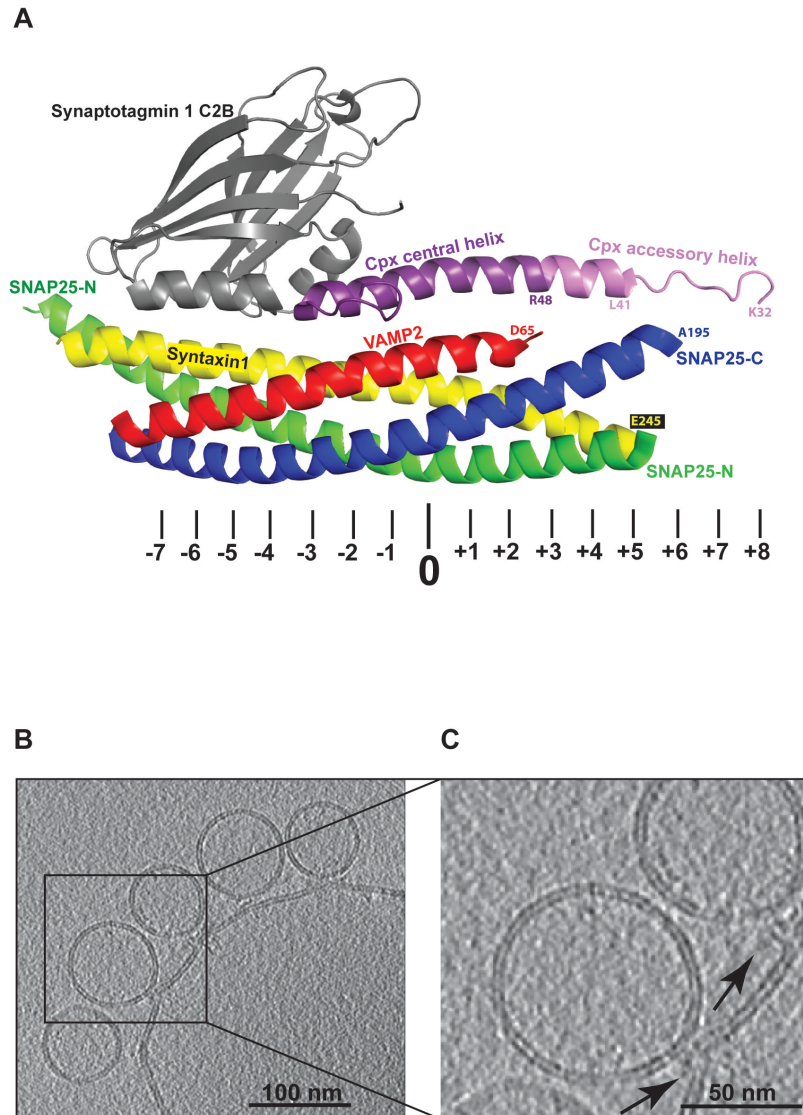 A
Synaptotagmin 1 C2B
Cpx central helix
Cpx accessory helix
SNAP25-N
R48
L41
K32
VAMP2
D65
A195
Syntaxin1
SNAP25-C
E245
SNAP25-N
-7 -6 -5 -4 -3 -2 -1 0 +1 +2 +3 +4 +5 +6 +7 +8
B
C
100 nm
50 nm